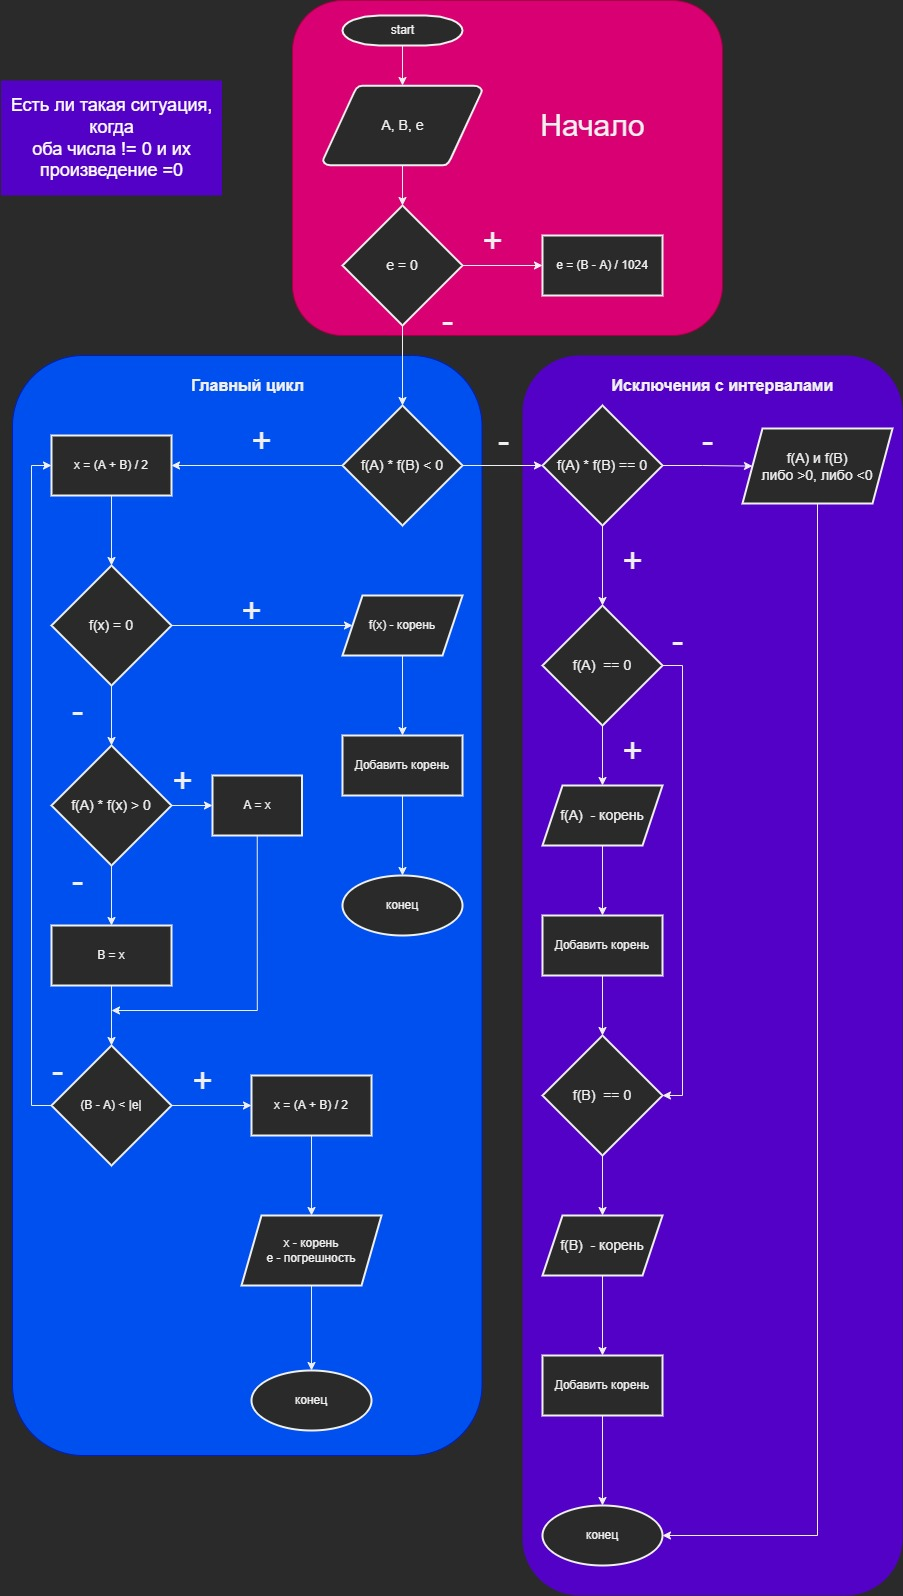 start
A, B, e
Начало
Есть ли такая ситуация,
когда
оба числа != 0 и их
произведение =0
e = 0
+
e = (B - A) / 1024
-
Главный цикл
f(A) * f(B) < 0
+
-
x = (A + B) / 2
f(x) = 0
+
f(x) - корень
Добавить корень
конец
-
f(A) * f(x) > 0
+
A = x
-
B = x
(B - A) < |e|
-
+
x = (A + B) / 2
x - корень
e - погрешность
конец
Исключения с интервалами
f(A) * f(B) == 0
-
f(A) и f(B)
либо >0, либо <0
+
f(A) == 0
-
+
f(A) - корень
Добавить корень
f(B) == 0
f(B) - корень
Добавить корень
конец